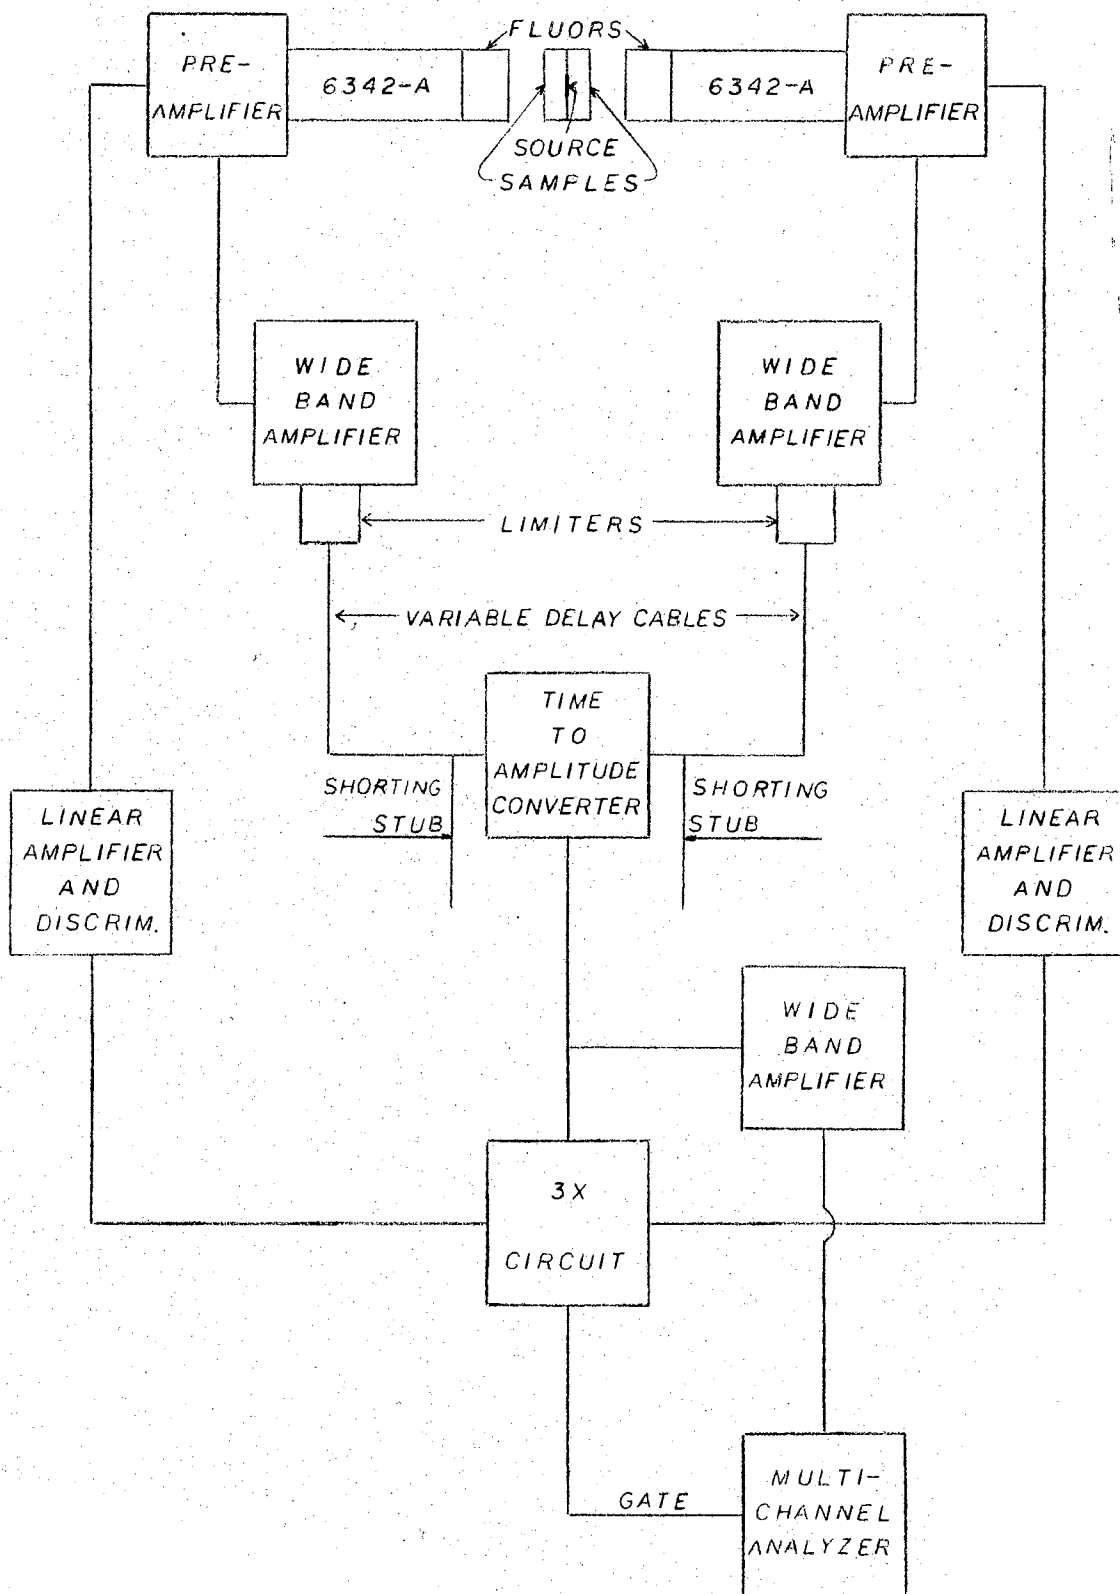 FLUORS
PRE-
AMPLIFIER
6342-A
6342-A
PRE-
AMPLIFIER
SOURCE
SAMPLES
WIDE
BAND
AMPLIFIER
WIDE
BAND
AMPLIFIER
LIMITERS
VARIABLE DELAY CABLES
TIME
TO
AMPLITUDE
CONVERTER
SHORTING
STUB
SHORTING
STUB
LINEAR
AMPLIFIER
AND
DISCRIM.
LINEAR
AMPLIFIER
AND
DISCRIM.
WIDE
BAND
AMPLIFIER
3X
CIRCUIT
GATE
MULTI-
CHANNEL
ANALYZER